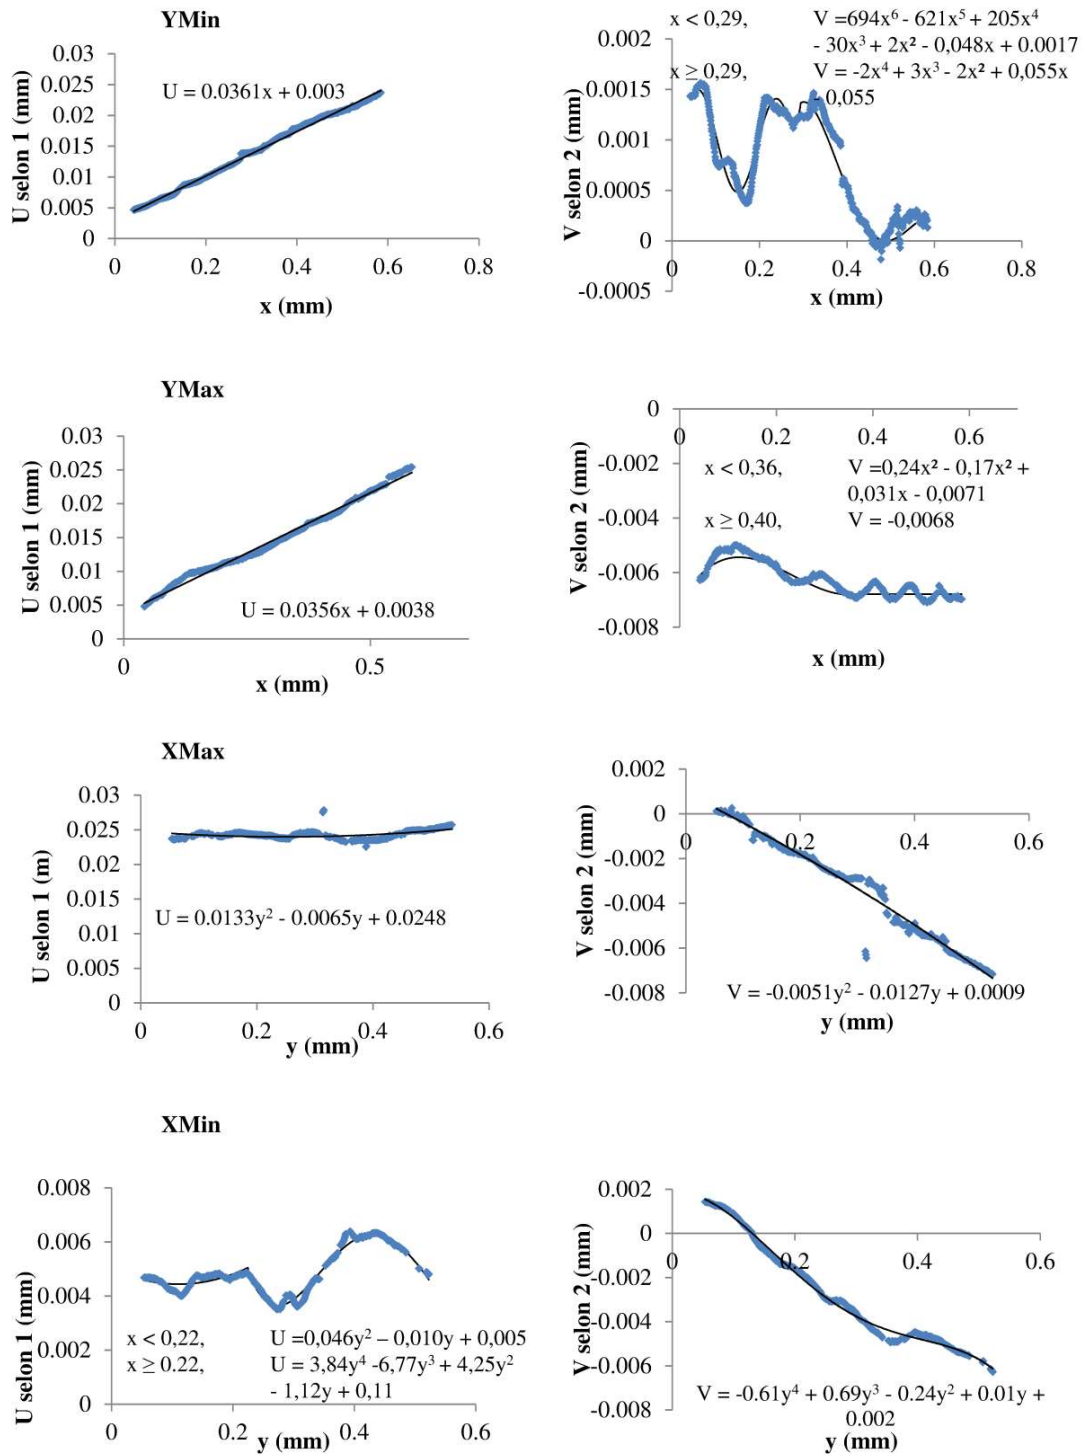 YMin
U selon 1 (mm)
0.03
0.025
0.02
0.015
0.01
0.005
0
U = 0.0361x + 0.003
0 0.2 0.4 0.6 0.8
x (mm)
x < 0,29, V =694x⁶ - 621x⁵ + 205x⁴
- 30x³ + 2x² - 0,048x + 0.0017
x ≥ 0,29, V = -2x⁴ + 3x³ - 2x² + 0,055x
- 0,055
V selon 2 (mm)
0.002
0.0015
0.001
0.0005
0
-0.0005
0 0.2 0.4 0.6 0.8
x (mm)
YMax
U selon 1 (mm)
0.03
0.025
0.02
0.015
0.01
0.005
0
U = 0.0356x + 0.0038
0 0.5
x (mm)
V selon 2 (mm)
0
-0.002
-0.004
-0.006
-0.008
0 0.2 0.4 0.6
x < 0,36, V =0,24x² - 0,17x² +
0,031x - 0,0071
x ≥ 0,40, V = -0,0068
x (mm)
XMax
U selon 1 (m)
0.03
0.025
0.02
0.015
0.01
0.005
0
U = 0.0133y² - 0.0065y + 0.0248
0 0.2 0.4 0.6
y (mm)
V selon 2 (mm)
0.002
0
-0.002
-0.004
-0.006
-0.008
0 0.2 0.4 0.6
V = -0.0051y² - 0.0127y + 0.0009
y (mm)
XMin
U selon 1 (mm)
0.008
0.006
0.004
0.002
0
x < 0,22, U =0,046y² – 0,010y + 0,005
x ≥ 0.22, U = 3,84y⁴ -6,77y³ + 4,25y²
- 1,12y + 0,11
0 0.2 0.4 0.6
y (mm)
V selon 2 (mm)
0.002
0
-0.002
-0.004
-0.006
-0.008
0 0.2 0.4 0.6
V = -0.61y⁴ + 0.69y³ - 0.24y² + 0.01y +
0.002
y (mm)